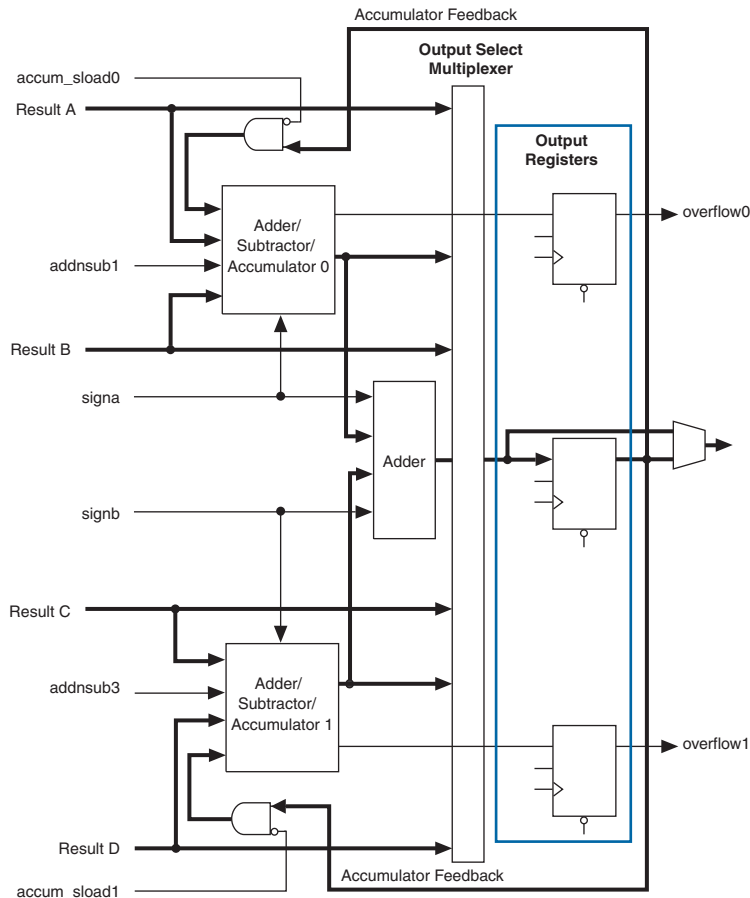 Accumulator Feedback
Output Select
Multiplexer
accum_sload0
Result A
Output
Registers
Adder/
Subtractor/
Accumulator 0
overflow0
addnsub1
Result B
signa
Adder
signb
Result C
Adder/
Subtractor/
Accumulator 1
addnsub3
overflow1
Result D
Accumulator Feedback
accum_sload1